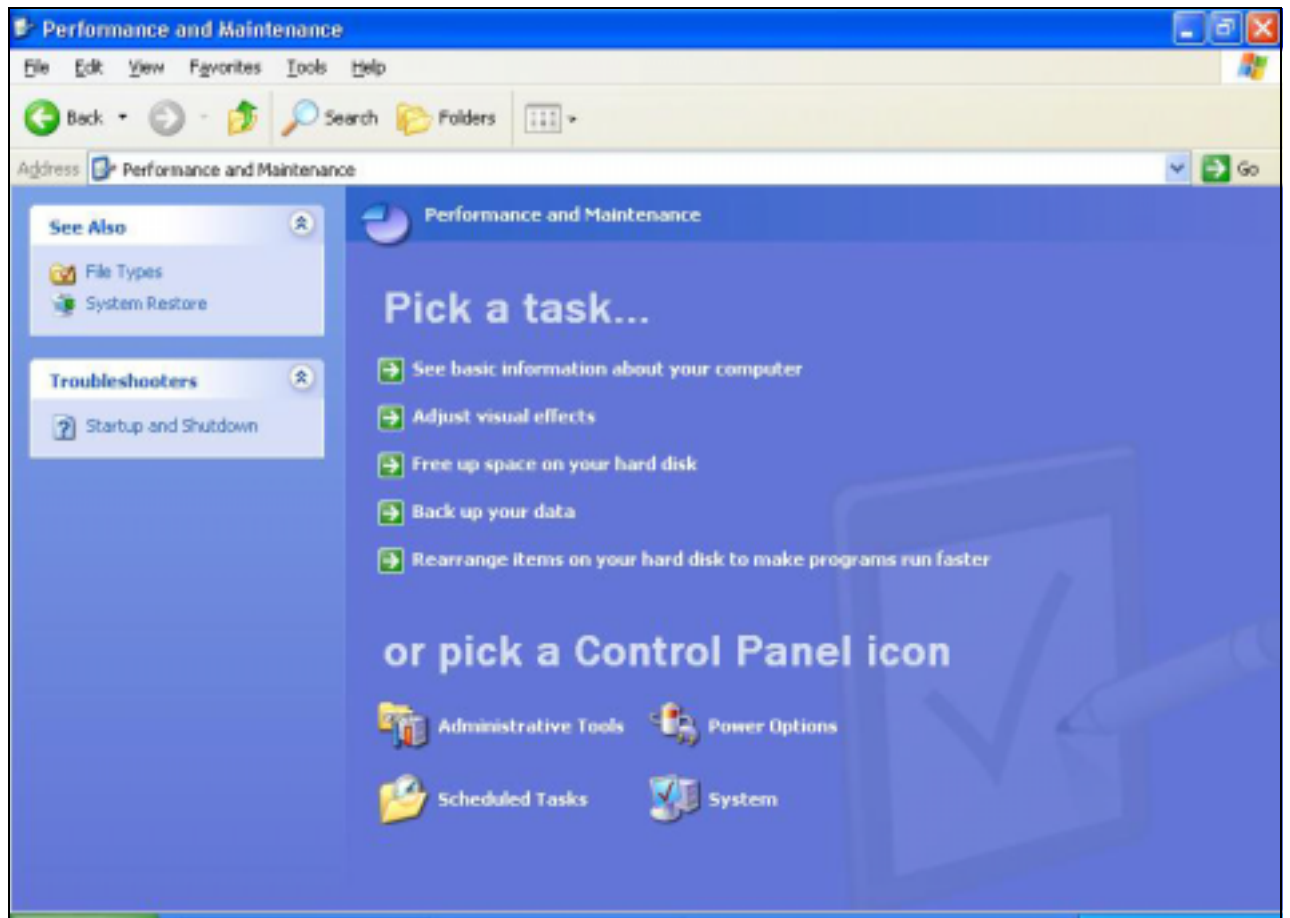 Performance and Maintenance
File Edit View Favorites Tools Help
Back Search Folders
Address Performance and Maintenance Go
See Also
File Types
System Restore
Troubleshooters
Startup and Shutdown
Performance and Maintenance
Pick a task...
See basic information about your computer
Adjust visual effects
Free up space on your hard disk
Back up your data
Rearrange items on your hard disk to make programs run faster
or pick a Control Panel icon
Administrative Tools Power Options
Scheduled Tasks System